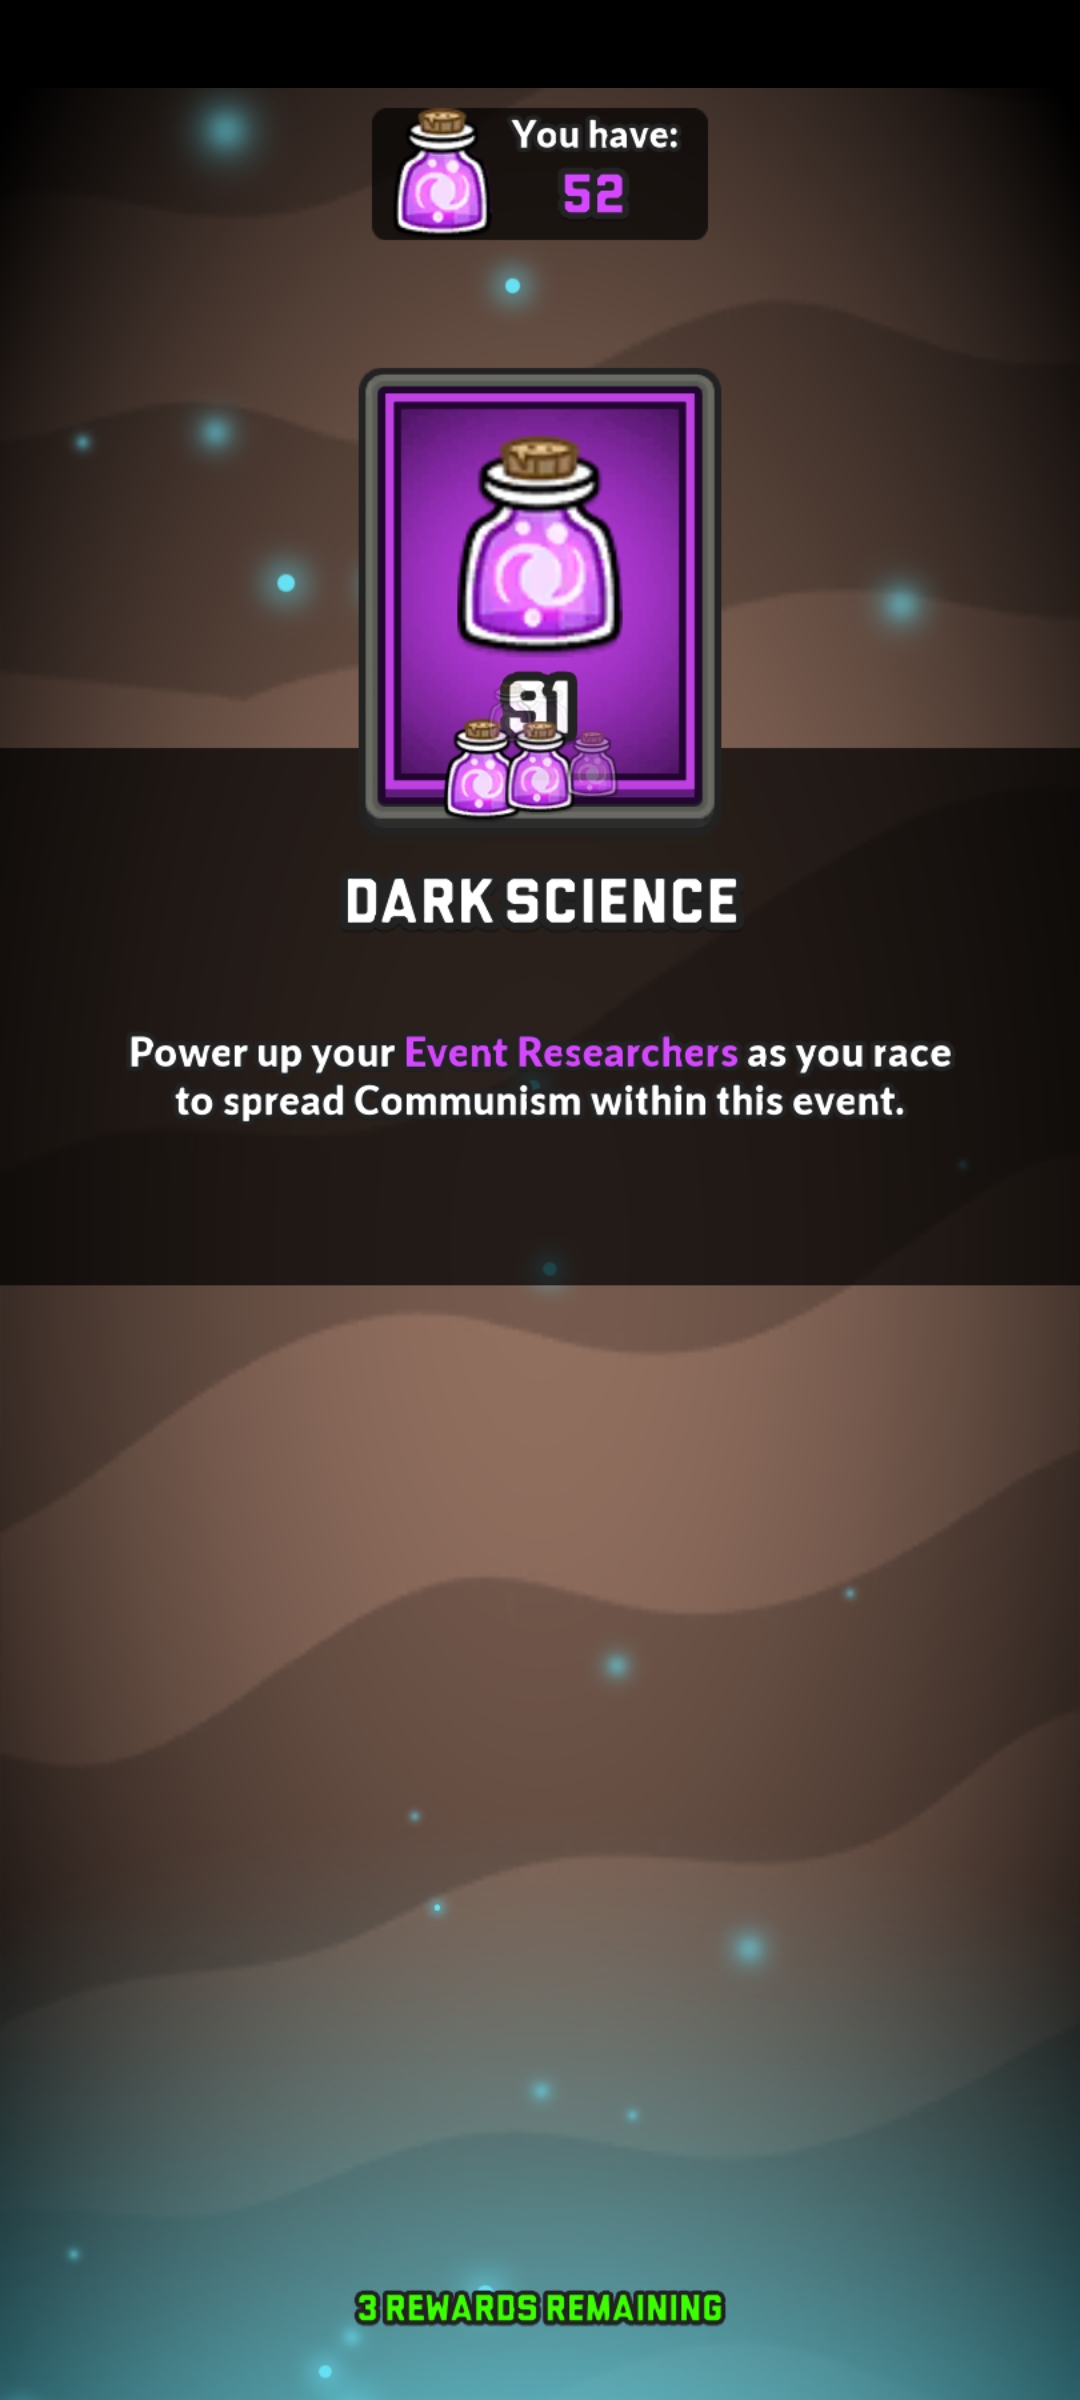 You have:
52
91
DARK SCIENCE
Power up your Event Researchers as you race
to spread Communism within this event.
3 REWARDS REMAINING